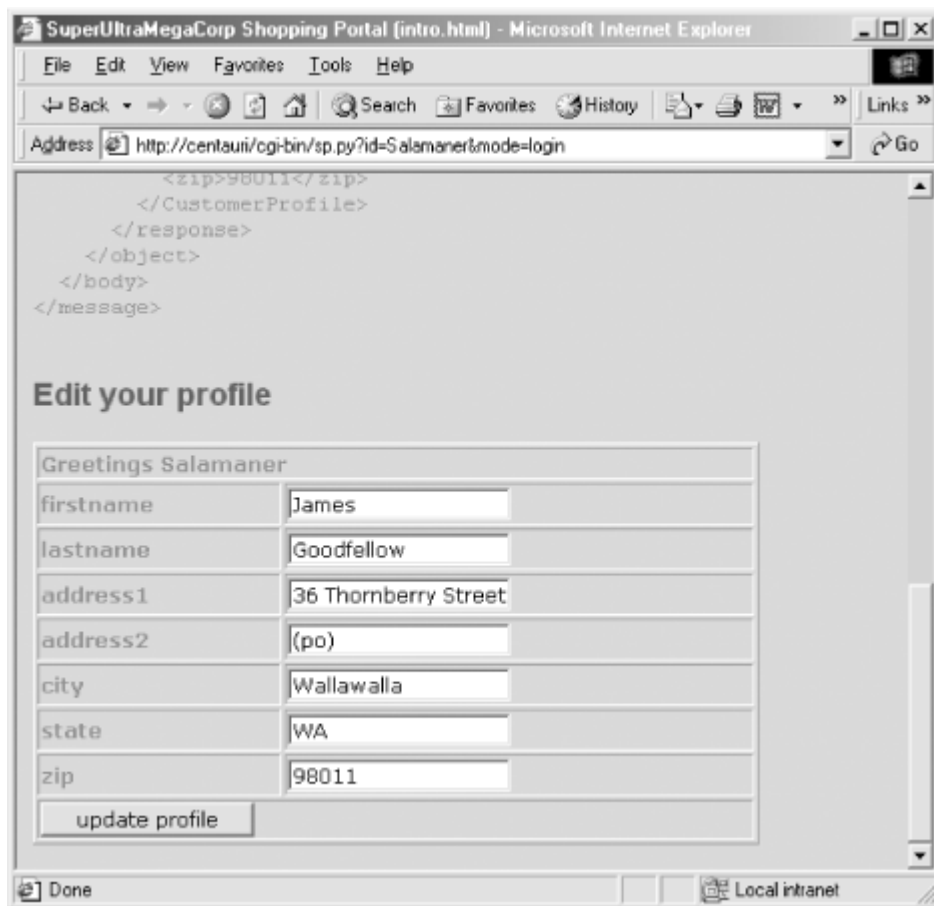 SuperUltraMegaCorp Shopping Portal (intro.html) - Microsoft Internet Explorer
File Edit View Favorites Tools Help
Back Search Favorites History Links »
Address http://centauri/cgi-bin/sp.py?id=Salamaner&mode=login Go
<zip>98011</zip>
</CustomerProfile>
</response>
</object>
</body>
</message>
Edit your profile
Greetings Salamaner
firstname James
lastname Goodfellow
address1 36 Thornberry Street
address2 (po)
city Wallawalla
state WA
zip 98011
update profile
Done Local intranet